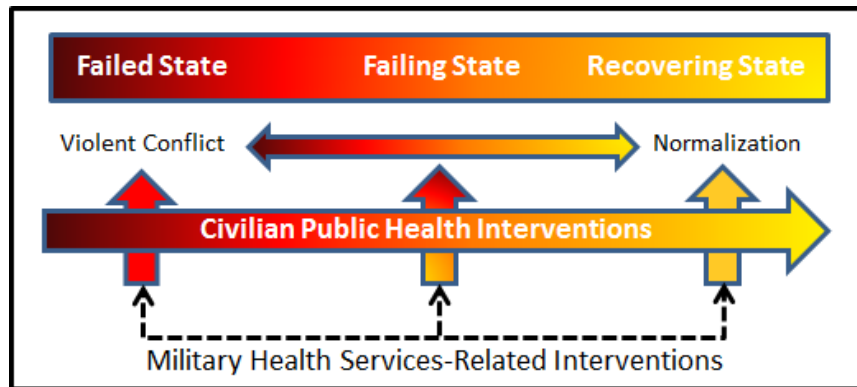 Failed State Failing State Recovering State
Violent Conflict Normalization
Civilian Public Health Interventions
Military Health Services-Related Interventions